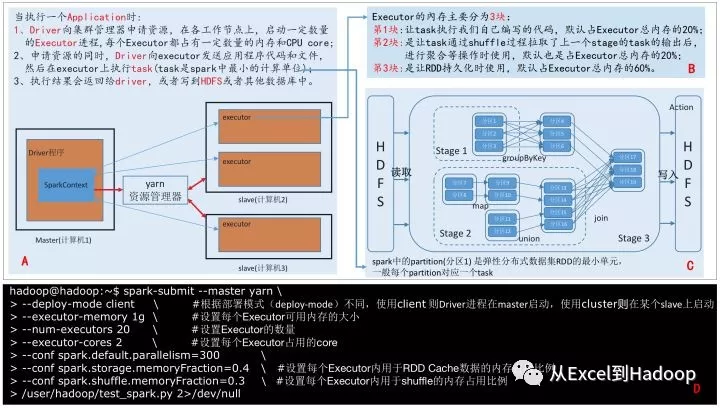 当执行一个Application时:
1、Driver向集群管理器申请资源,在各工作节点上,启动一定数量
的Executor进程,每个Executor都占有一定数量的内存和CPU core;
2、申请资源的同时,Driver向executor发送应用程序代码和文件,
然后在executor上执行task(task是spark中最小的计算单位);
3、执行结果会返回给driver,或者写到HDFS或者其他数据库中。
Driver程序
SparkContext
Master(计算机1)
yarn
资源管理器
executor
executor
slave(计算机2)
executor
slave(计算机3)
A
Executor的内存主要分为3块:
第1块:让task执行我们自己编写的代码,默认占Executor总内存的20%;
第2块:是让task通过shuffle过程拉取了上一个stage的task的输出后,
进行聚合等操作时使用,默认也是占Executor总内存的20%;
第3块:是让RDD持久化时使用,默认占Executor总内存的60%。
B
HDFS
读取
Stage 1
分区1
分区2
分区3
分区4
分区5
分区6
groupByKey
分区7
分区8
map
分区9
分区10
分区11
分区12
union
分区13
分区14
分区15
分区16
Stage 2
join
分区17
分区18
分区19
Stage 3
Action
写入
HDFS
spark中的partition(分区1) 是弹性分布式数据集RDD的最小单元,
一般每个partition对应一个task
C
hadoop@hadoop:~$ spark-submit --master yarn \
> --deploy-mode client \ #根据部署模式(deploy-mode)不同,使用client 则Driver进程在master启动,使用cluster则在某个slave上启动
> --executor-memory 1g \ #设置每个Executor可用内存的大小
> --num-executors 20 \ #设置Executor的数量
> --executor-cores 2 \ #设置每个Executor占用的core
> --conf spark.default.parallelism=300 \
> --conf spark.storage.memoryFraction=0.4 \ #设置每个Executor内用于RDD Cache数据的内存占用比例
> --conf spark.shuffle.memoryFraction=0.3 \ #设置每个Executor内用于shuffle的内存占用比例
> /user/hadoop/test_spark.py 2>/dev/null
从Excel到Hadoop
D